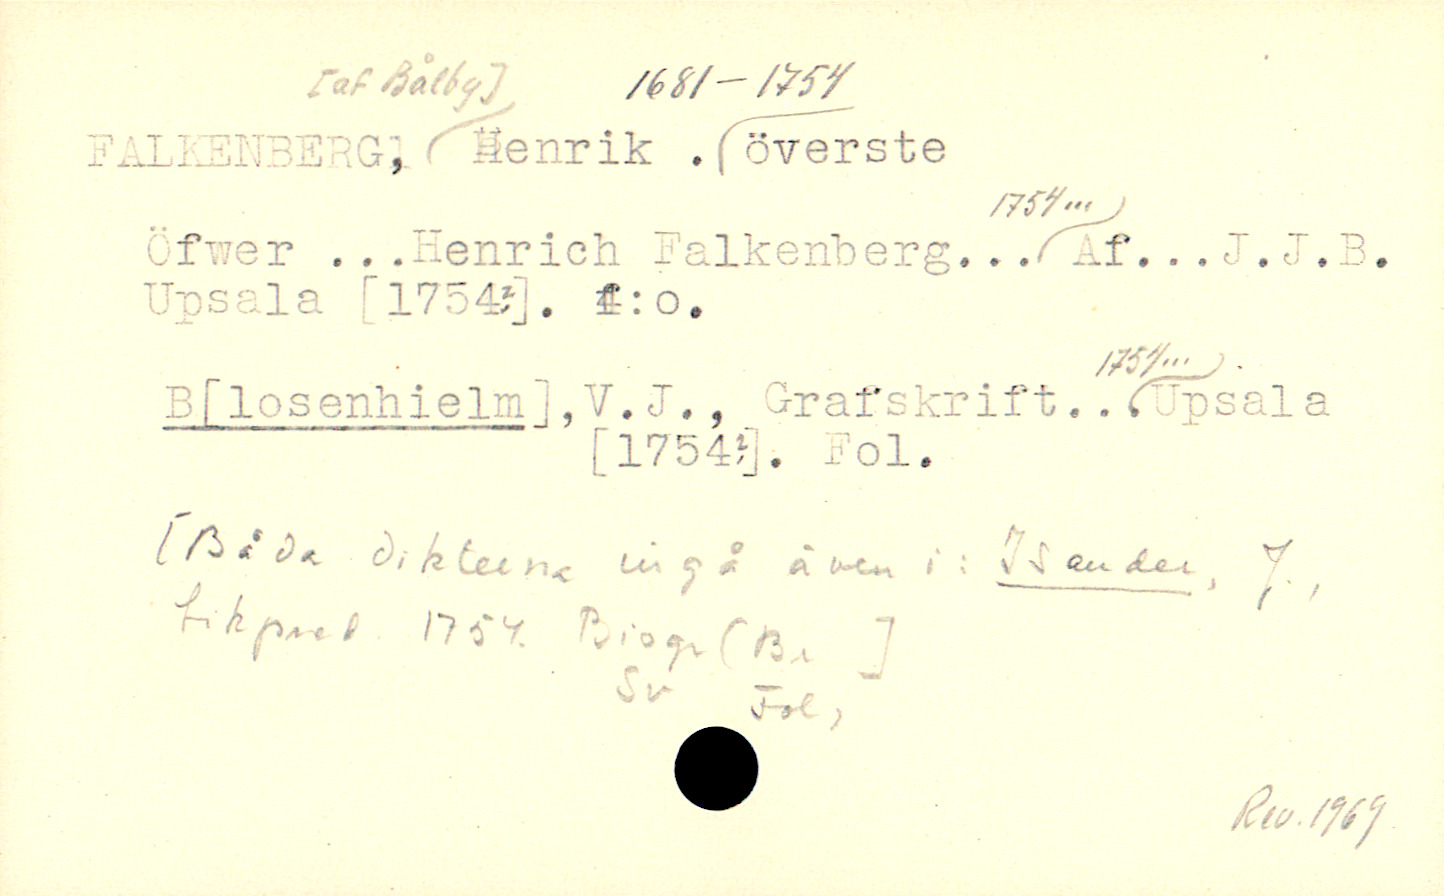 [af Bålby] 1681–1754
FALKENBERG, Henrik . överste
1754...
Öfwer ...Henrich Falkenberg... Af...J.J.B.
Upsala [1754?]. 4:o.
1754...
B[losenhielm],V.J., Grafskrift...Upsala
[1754?]. Fol.
[Båda dikterna ingå även i: Isander, J.,
Likpred. 1754. Biogr (Br ]
Sv Fol,
Rev. 1969